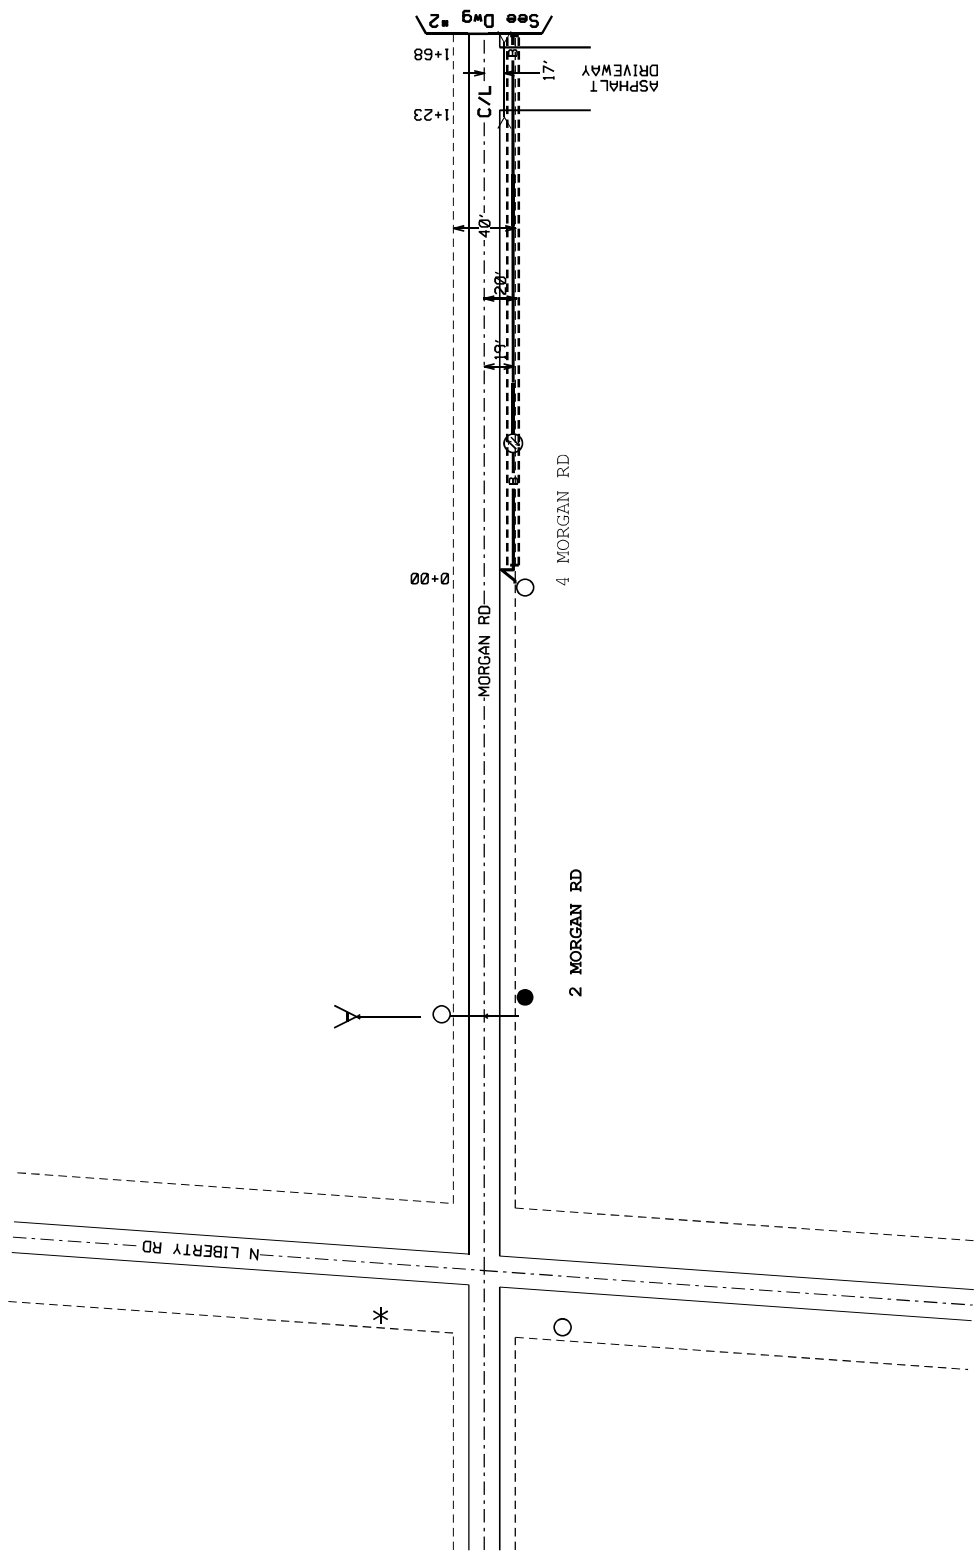 See Dwg #2
1+68
17'
ASPHALT
DRIVEWAY
C/L
B
1+23
40'
20'
19'
B
4 MORGAN RD
0+00
MORGAN RD
2 MORGAN RD
N LIBERTY RD